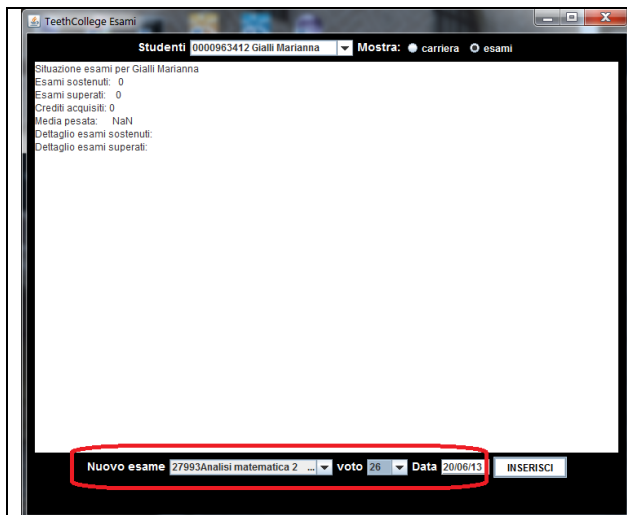 TeethCollege Esami
Studenti 0000963412 Gialli Marianna Mostra: carriera esami
Situazione esami per Gialli Marianna
Esami sostenuti: 0
Esami superati: 0
Crediti acquisiti: 0
Media pesata: NaN
Dettaglio esami sostenuti:
Dettaglio esami superati:
Nuovo esame 27993Analisi matematica 2 ... voto 26 Data 20/06/13 INSERISCI